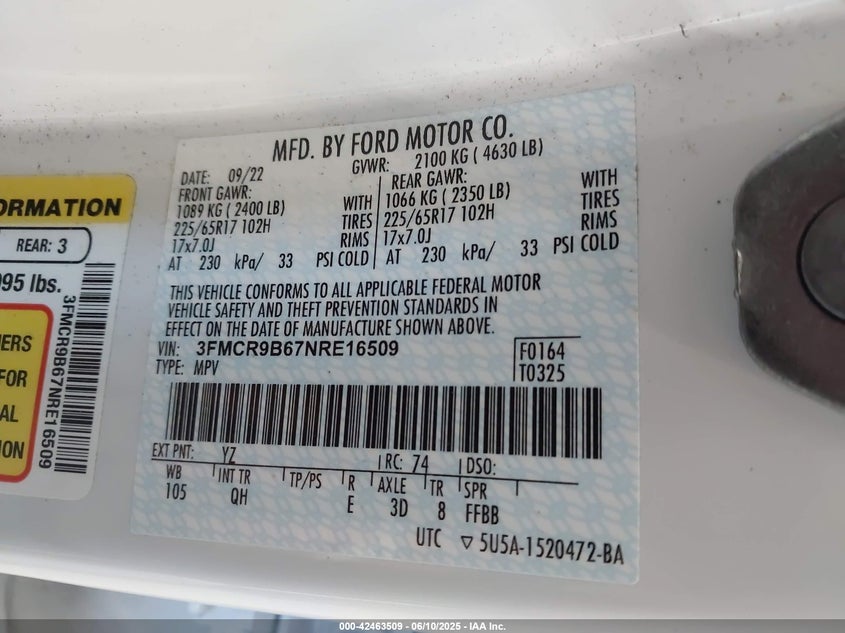 ORMATION
REAR: 3
995 lbs.
ERS
FOR
AL
ION
3FMCR9B67NRE16509
MFD. BY FORD MOTOR CO.
DATE: 09/22 GVWR: 2100 KG ( 4630 LB)
FRONT GAWR: REAR GAWR:
1089 KG ( 2400 LB) WITH 1066 KG ( 2350 LB) WITH
225/65R17 102H TIRES 225/65R17 102H TIRES
17x7.0J RIMS 17x7.0J RIMS
AT 230 kPa/ 33 PSI COLD AT 230 kPa/ 33 PSI COLD
THIS VEHICLE CONFORMS TO ALL APPLICABLE FEDERAL MOTOR
VEHICLE SAFETY AND THEFT PREVENTION STANDARDS IN
EFFECT ON THE DATE OF MANUFACTURE SHOWN ABOVE.
VIN: 3FMCR9B67NRE16509 F0164
TYPE: MPV T0325
EXT PNT: YZ RC: 74 DSO:
WB INT TR TP/PS R AXLE TR SPR
105 QH E 3D 8 FFBB
UTC ▽ 5U5A-1520472-BA
000-42463509 - 06/10/2025 - IAA Inc.